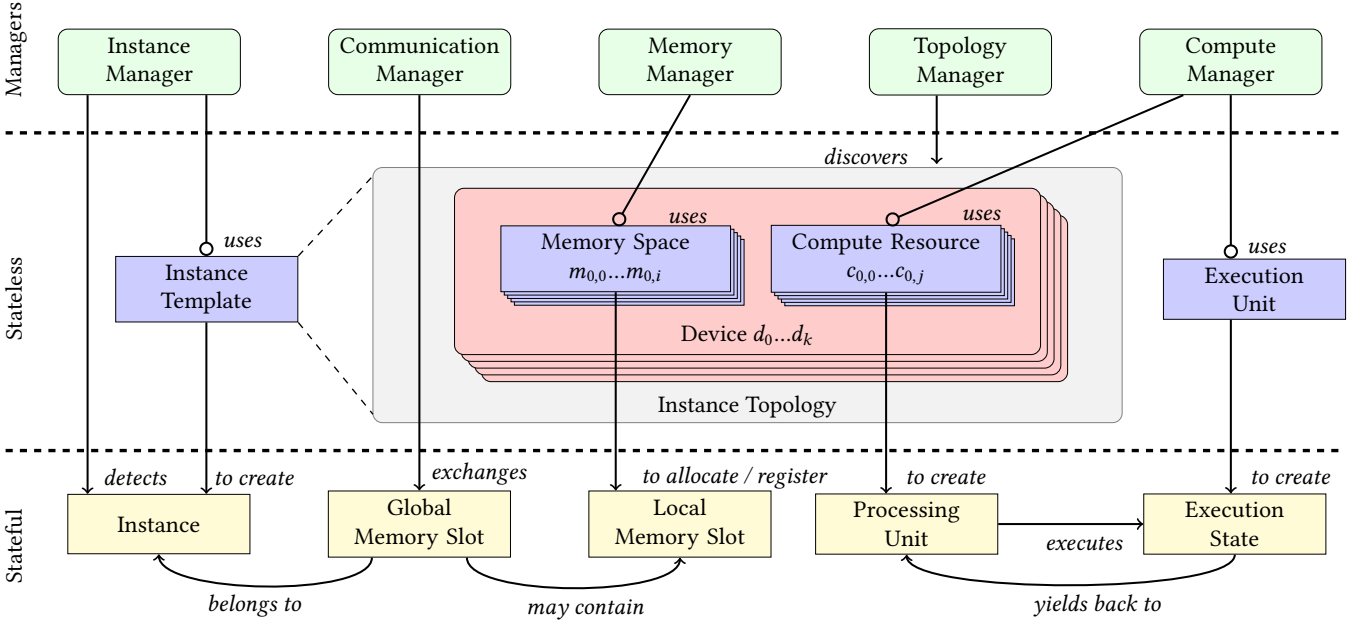 Managers
Instance
Manager
Communication
Manager
Memory
Manager
Topology
Manager
Compute
Manager
Stateless
discovers
uses
uses
uses
uses
Instance
Template
Memory Space
m0,0...m0,i
Compute Resource
c0,0...c0,j
Execution
Unit
Device d0...dk
Instance Topology
Stateful
detects
to create
exchanges
to allocate / register
to create
to create
Instance
Global
Memory Slot
Local
Memory Slot
Processing
Unit
executes
Execution
State
belongs to
may contain
yields back to